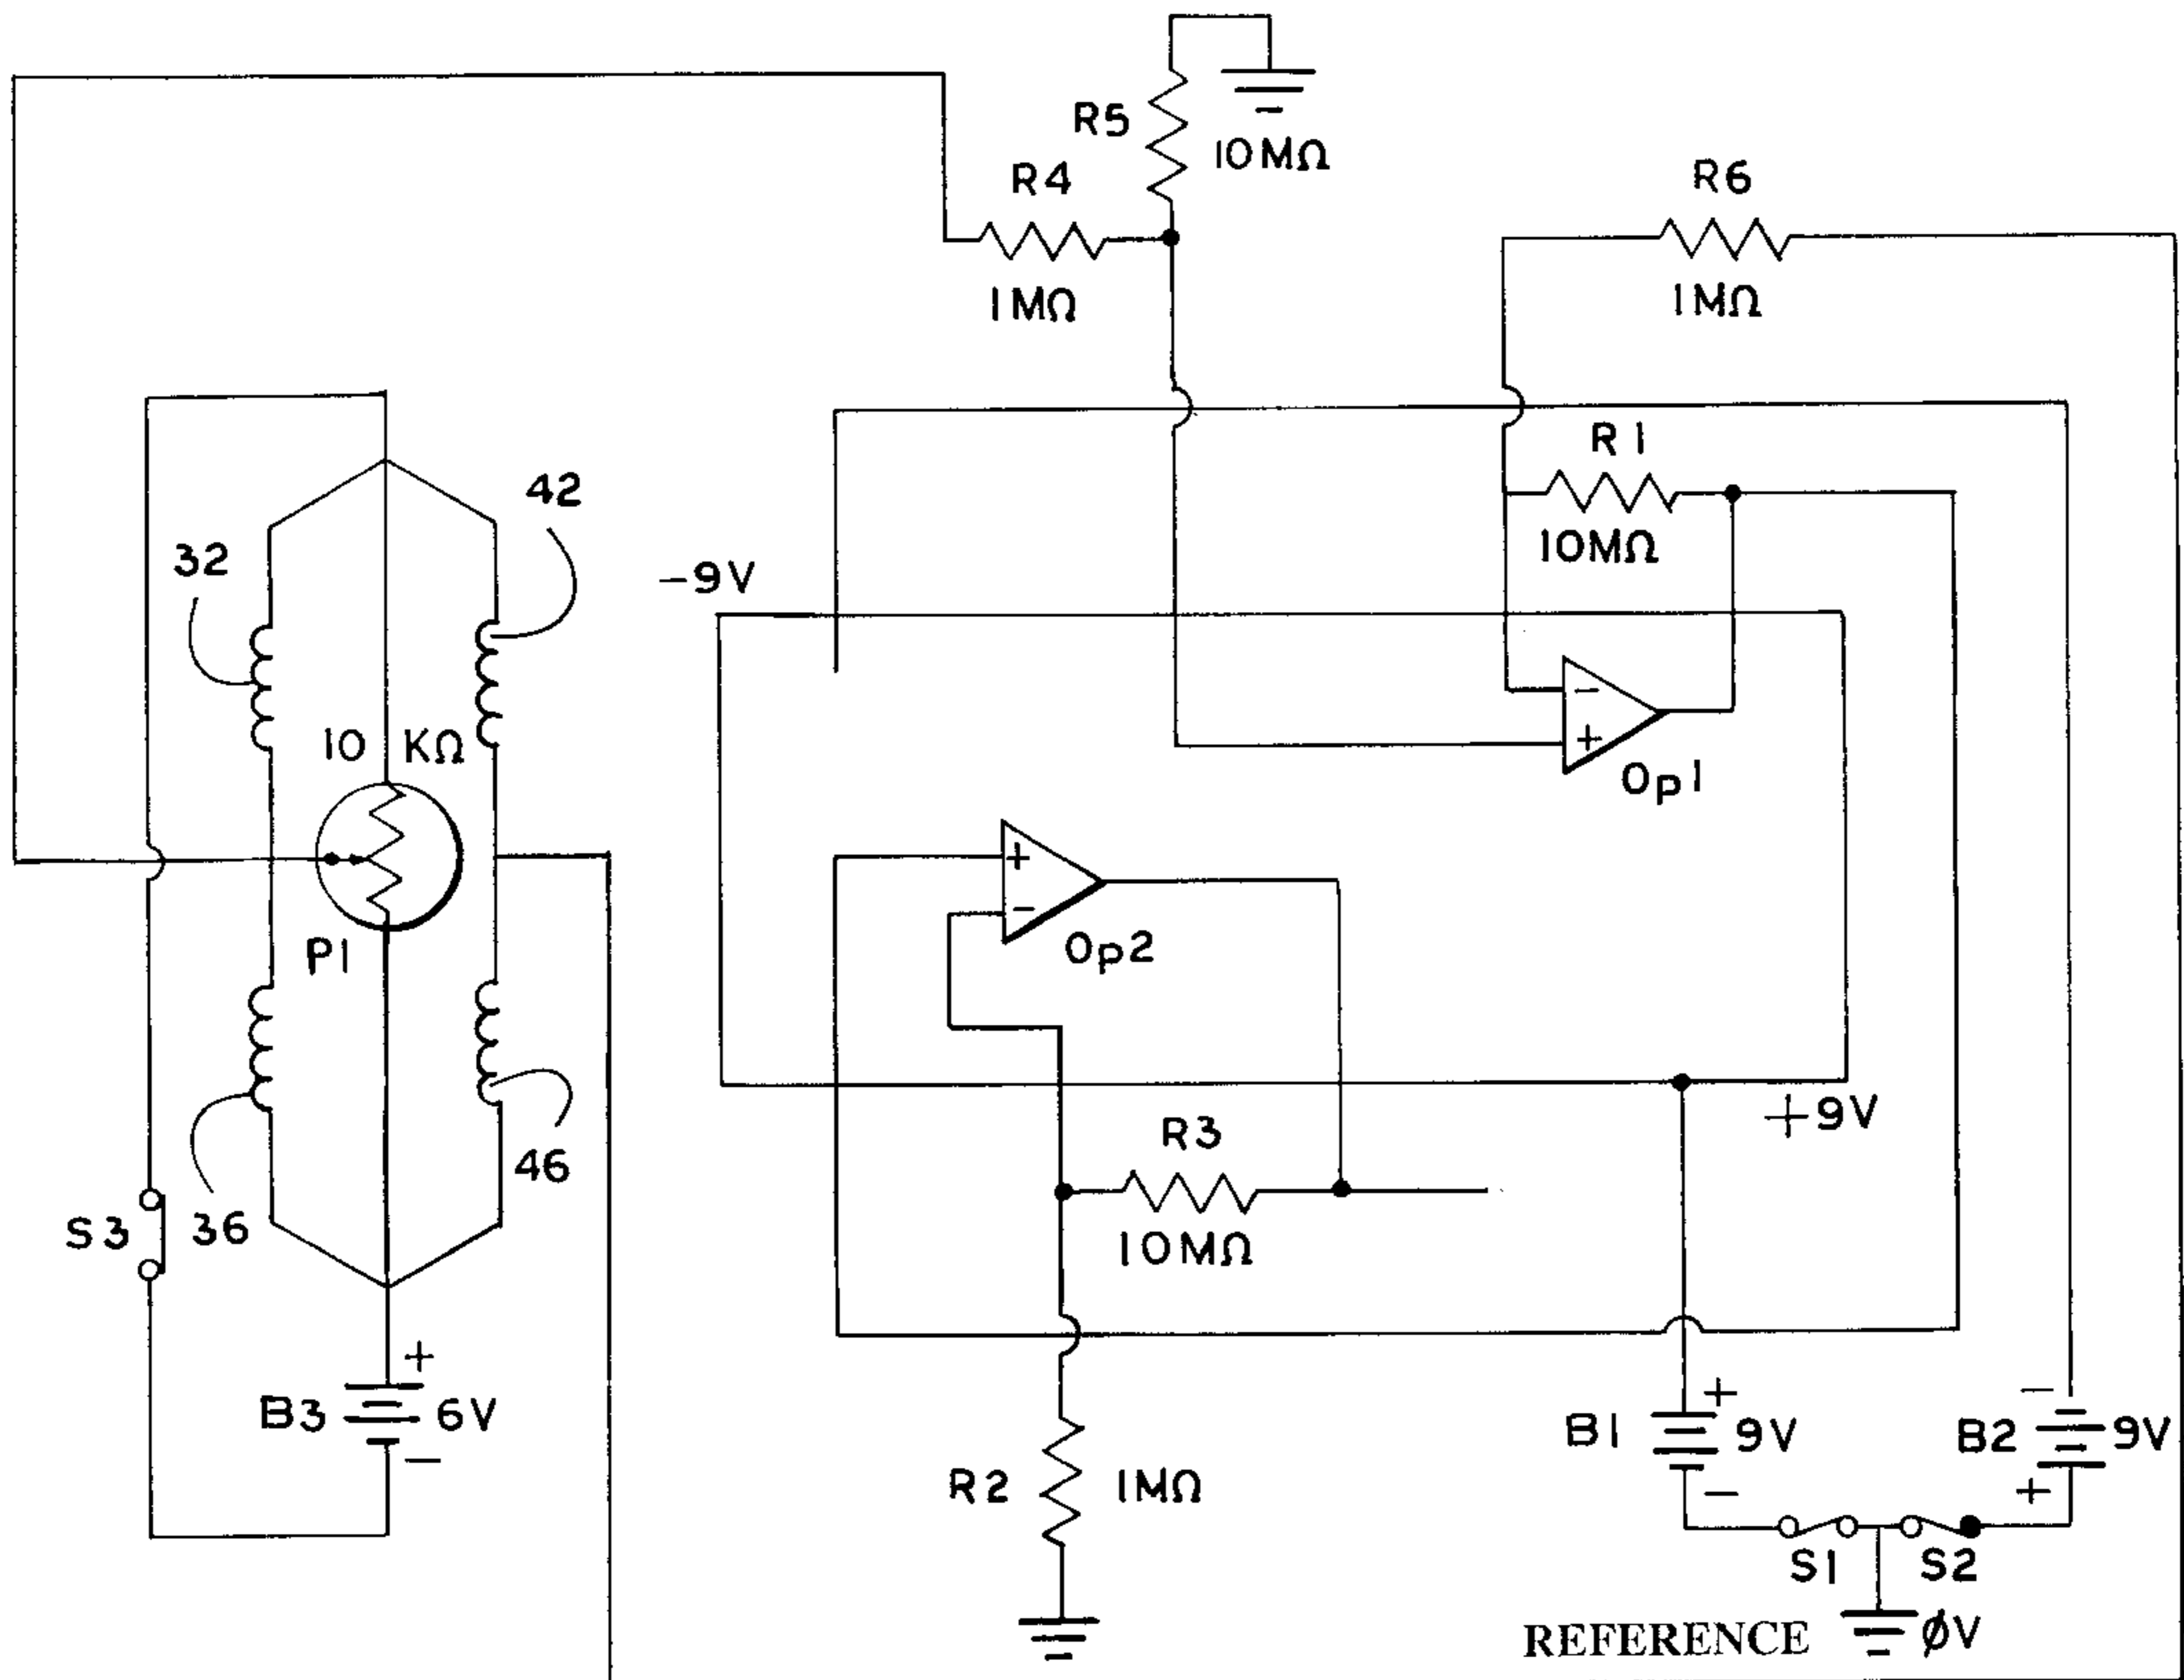 R5
10MΩ
R4
1MΩ
R6
1MΩ
R1
10MΩ
42
32
-9V
10 KΩ
P1
- + Op1
+ - Op2
+9V
R3
10MΩ
46
36
S3
+
B3 6V
-
R2 1MΩ
+
B1 9V
-
-
B2 9V
+
S1 S2
REFERENCE ϕV